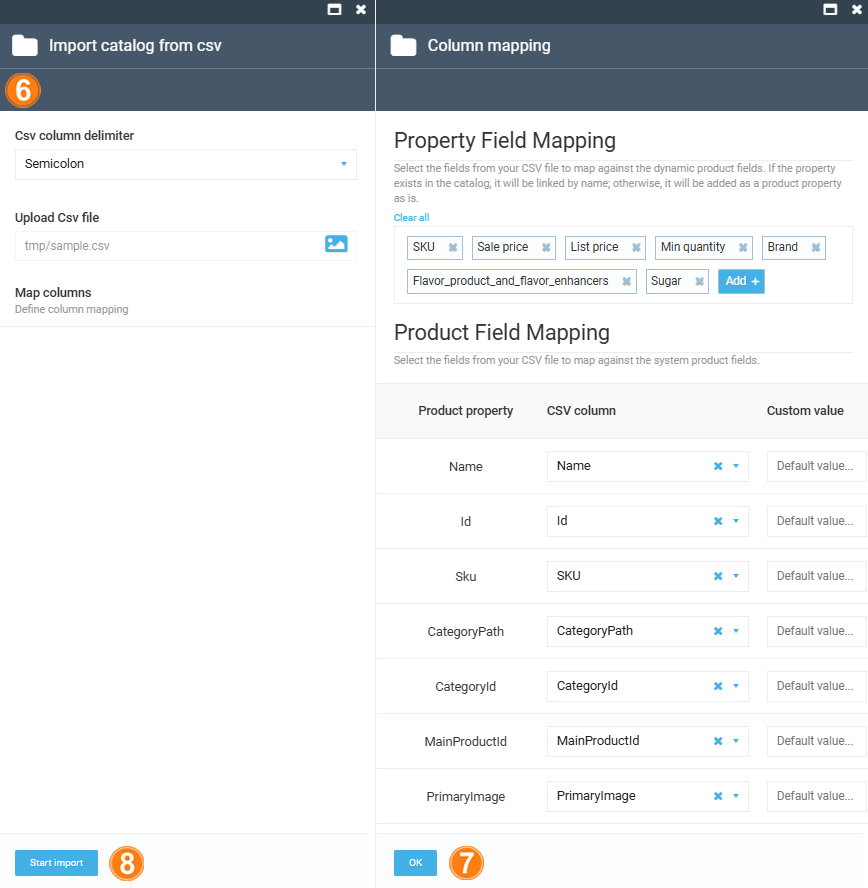 Import catalog from csv
6
Csv column delimiter
Semicolon
Upload Csv file
tmp/sample.csv
Map columns
Define column mapping
Start import
8
Column mapping
Property Field Mapping
Select the fields from your CSV file to map against the dynamic product fields. If the property
exists in the catalog, it will be linked by name; otherwise, it will be added as a product property
as is.
Clear all
SKU Sale price List price Min quantity Brand
Flavor_product_and_flavor_enhancers Sugar Add +
Product Field Mapping
Select the fields from your CSV file to map against the system product fields.
Product property CSV column Custom value
Name Name Default value...
Id Id Default value...
Sku SKU Default value...
CategoryPath CategoryPath Default value...
CategoryId CategoryId Default value...
MainProductId MainProductId Default value...
PrimaryImage PrimaryImage Default value...
OK
7